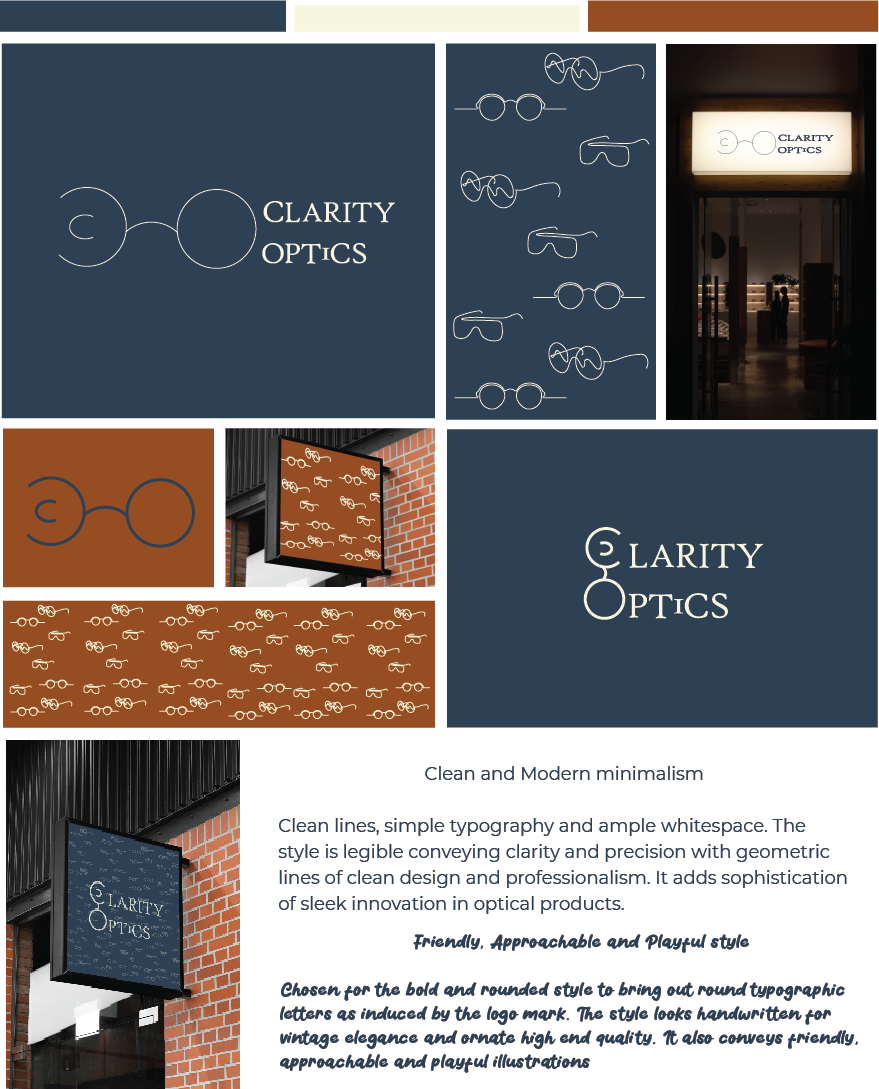 CLARITY
OPTICS
CLARITY
OPTICS
CLARITY
OPTICS
CLARITY
OPTICS
Clean and Modern minimalism
Clean lines, simple typography and ample whitespace. The
style is legible conveying clarity and precision with geometric
lines of clean design and professionalism. It adds sophistication
of sleek innovation in optical products.
Friendly, Approachable and Playful style
Chosen for the bold and rounded style to bring out round typographic
letters as induced by the logo mark. The style looks handwritten for
vintage elegance and ornate high end quality. It also conveys friendly,
approachable and playful illustrations